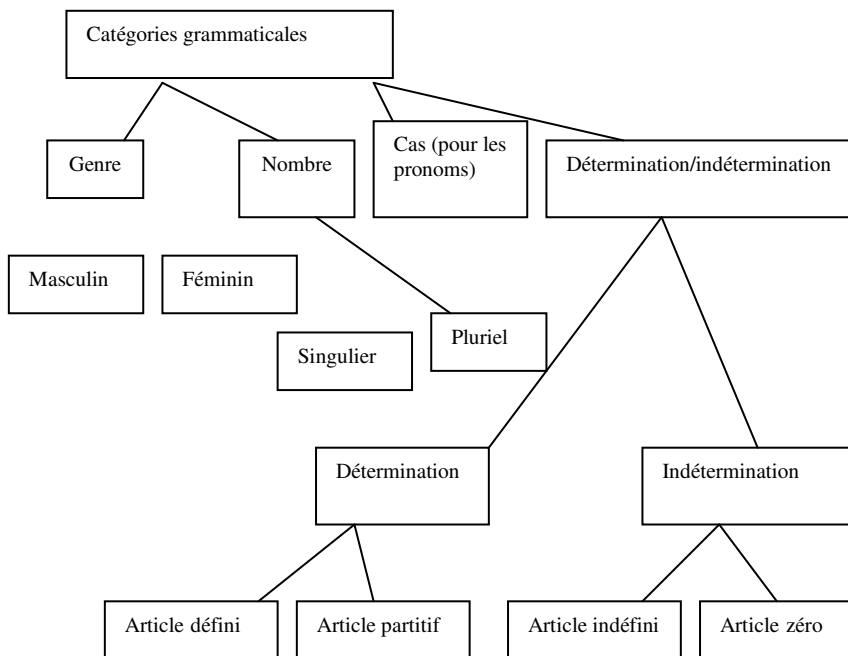 Catégories grammaticales
Genre
Nombre
Cas (pour les
pronoms)
Détermination/indétermination
Masculin
Féminin
Singulier
Pluriel
Détermination
Indétermination
Article défini
Article partitif
Article indéfini
Article zéro